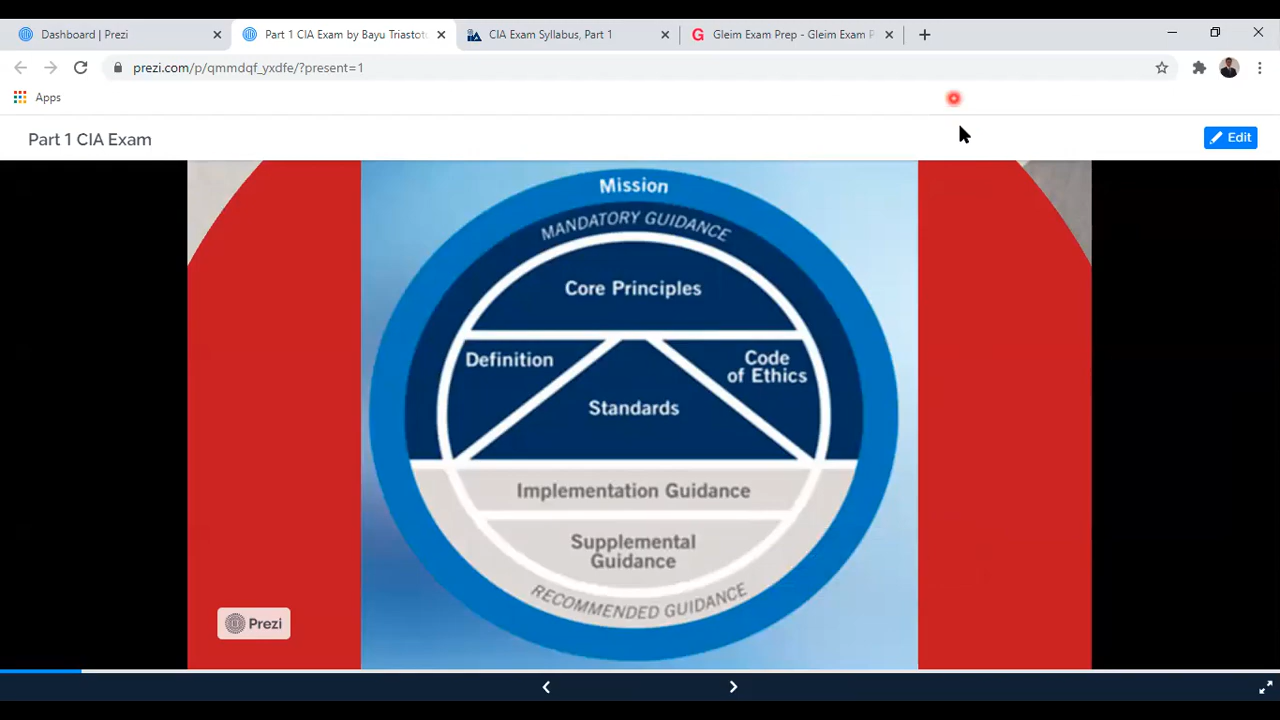 Dashboard | Prezi
Part 1 CIA Exam by Bayu Triastoto
CIA Exam Syllabus, Part 1
Gleim Exam Prep - Gleim Exam P
prezi.com/p/qmmdqf_yxdfe/?present=1
Apps
Part 1 CIA Exam
Edit
Mission
MANDATORY GUIDANCE
Core Principles
Definition
Code
of Ethics
Standards
Implementation Guidance
Supplemental
Guidance
RECOMMENDED GUIDANCE
Prezi